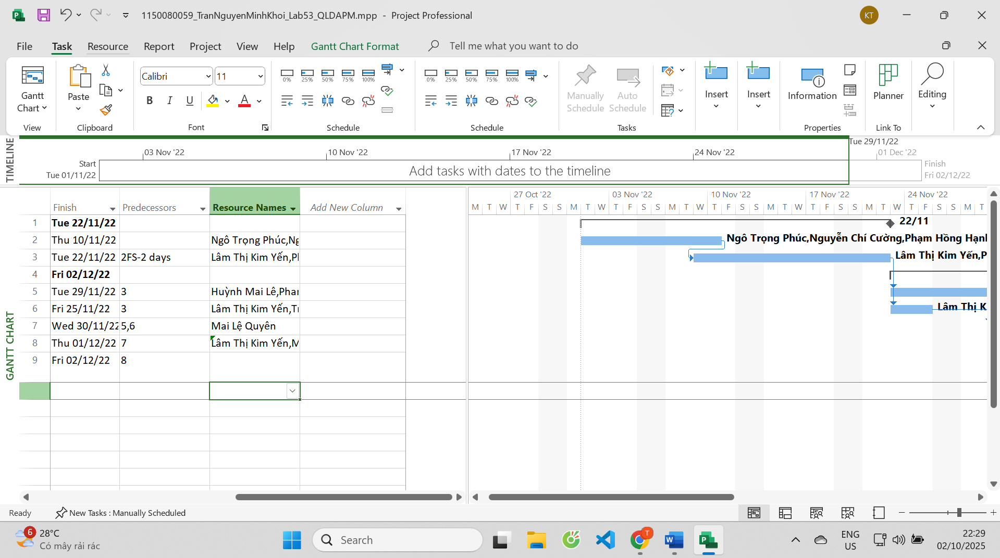 1150080059_TranNguyenMinhKhoi_Lab53_QLDAPM.mpp - Project Professional
KT
File Task Resource Report Project View Help Gantt Chart Format Tell me what you want to do
Gantt Chart
View
Paste
Clipboard
Calibri 11
B I U A
Font
0% 25% 50% 75% 100%
Schedule
0% 25% 50% 75% 100%
Schedule
Manually Schedule
Auto Schedule
Tasks
Insert
Insert
Information
Properties
Planner
Link To
Editing
TIMELINE
Tue 29/11/22
03 Nov '22 10 Nov '22 17 Nov '22 24 Nov '22 01 Dec '22
Start
Tue 01/11/22
Add tasks with dates to the timeline
Finish
Fri 02/12/22
GANTT CHART
Finish Predecessors Resource Names Add New Column
1 Tue 22/11/22
2 Thu 10/11/22 Ngô Trọng Phúc,Ng
3 Tue 22/11/22 2FS-2 days Lâm Thị Kim Yến,Pl
4 Fri 02/12/22
5 Tue 29/11/22 3 Huỳnh Mai Lê,Phan
6 Fri 25/11/22 3 Lâm Thị Kim Yến,Tr
7 Wed 30/11/22 5,6 Mai Lệ Quyên
8 Thu 01/12/22 7 Lâm Thị Kim Yến,M
9 Fri 02/12/22 8
27 Oct '22 03 Nov '22 10 Nov '22 17 Nov '22 24 Nov '22
M T W T F S S M T W T F S S M T W T F S S M T W T F S S M T W T F S S M T
22/11
Ngô Trọng Phúc,Nguyễn Chí Cường,Phạm Hồng Hạnh
Lâm Thị Kim Yến,P
Lâm Thị K
Ready New Tasks : Manually Scheduled
6
28°C
Có mây rải rác
Search
T
ENG
US
22:29
02/10/2025